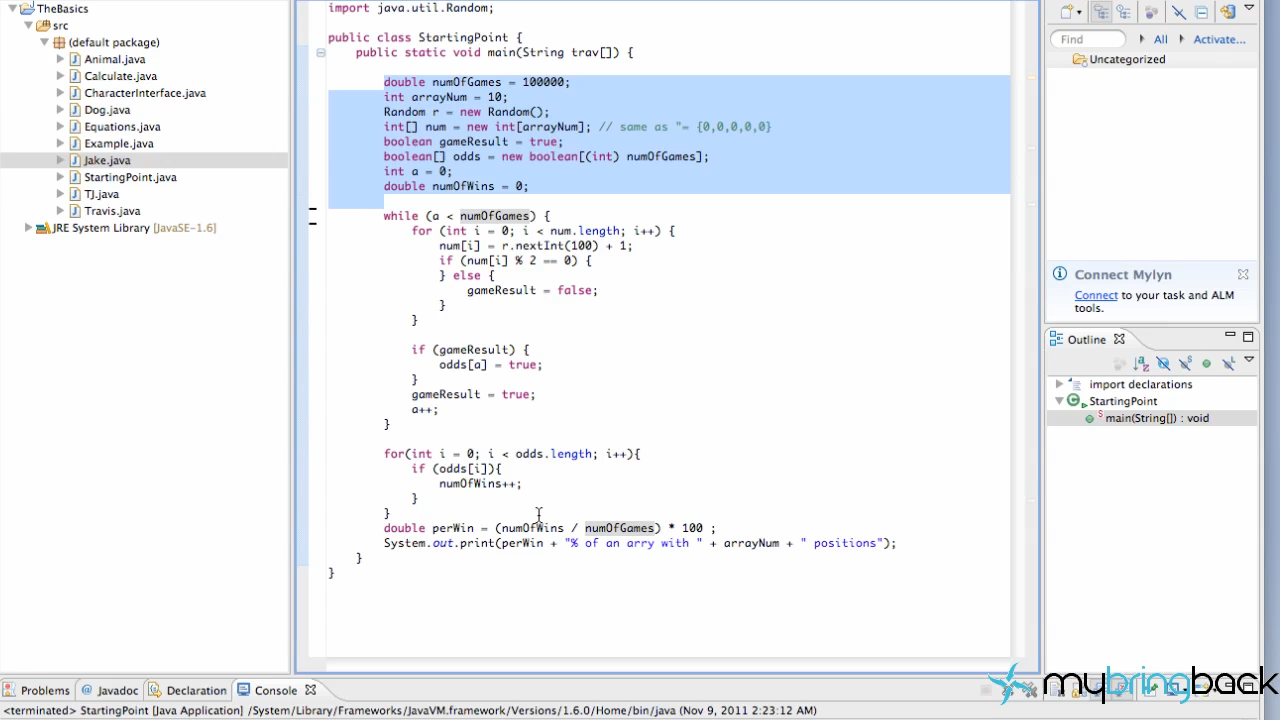 TheBasics
src
(default package)
Animal.java
Calculate.java
CharacterInterface.java
Dog.java
Equations.java
Example.java
Jake.java
StartingPoint.java
TJ.java
Travis.java
JRE System Library [JavaSE-1.6]
import java.util.Random;
public class StartingPoint {
public static void main(String trav[]) {
double numOfGames = 100000;
int arrayNum = 10;
Random r = new Random();
int[] num = new int[arrayNum]; // same as "= {0,0,0,0,0}
boolean gameResult = true;
boolean[] odds = new boolean[(int) numOfGames];
int a = 0;
double numOfWins = 0;
while (a < numOfGames) {
for (int i = 0; i < num.length; i++) {
num[i] = r.nextInt(100) + 1;
if (num[i] % 2 == 0) {
} else {
gameResult = false;
}
}
if (gameResult) {
odds[a] = true;
}
gameResult = true;
a++;
}
for(int i = 0; i < odds.length; i++){
if (odds[i]){
numOfWins++;
}
}
double perWin = (numOfWins / numOfGames) * 100 ;
System.out.print(perWin + "% of an arry with " + arrayNum + " positions");
}
}
Find
All
Activate...
Uncategorized
Connect Mylyn
Connect to your task and ALM
tools.
Outline
import declarations
StartingPoint
main(String[]) : void
Problems
@ Javadoc
Declaration
Console
mybringback
<terminated> StartingPoint [Java Application] /System/Library/Frameworks/JavaVM.framework/Versions/1.6.0/Home/bin/java (Nov 9, 2011 2:23:12 AM)